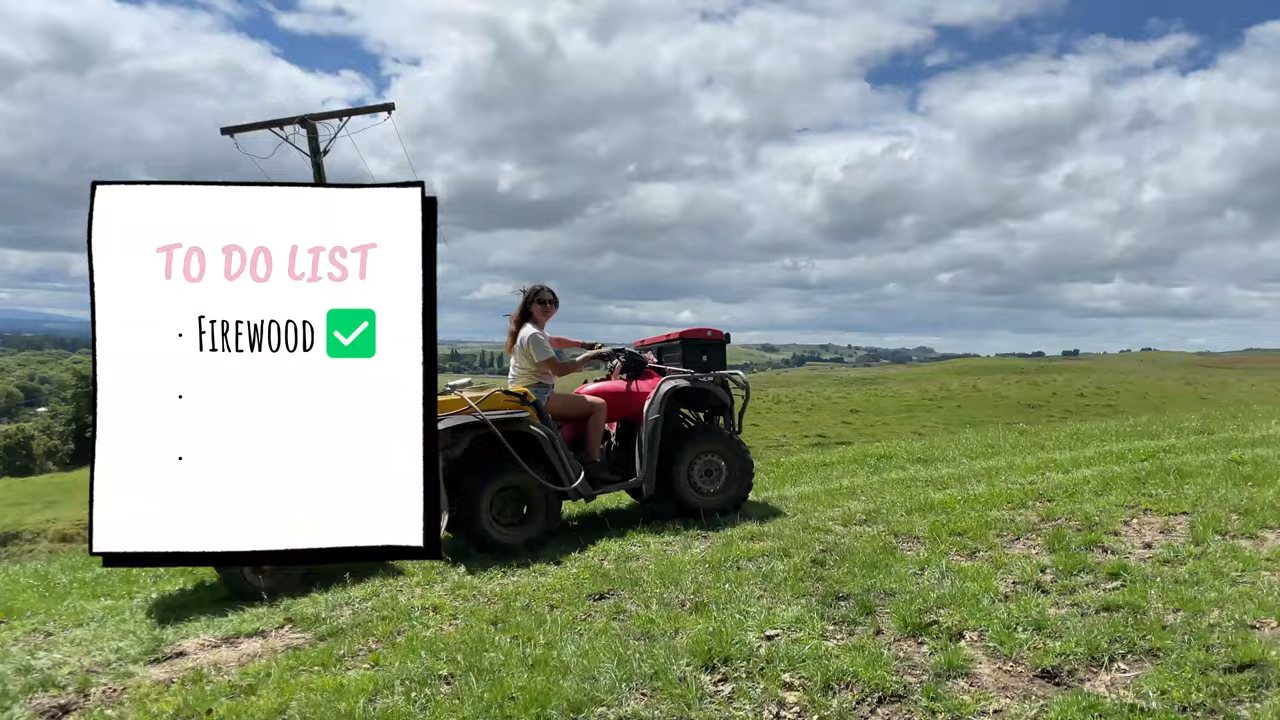 TO DO LIST
· FIREWOOD ✅
·
·